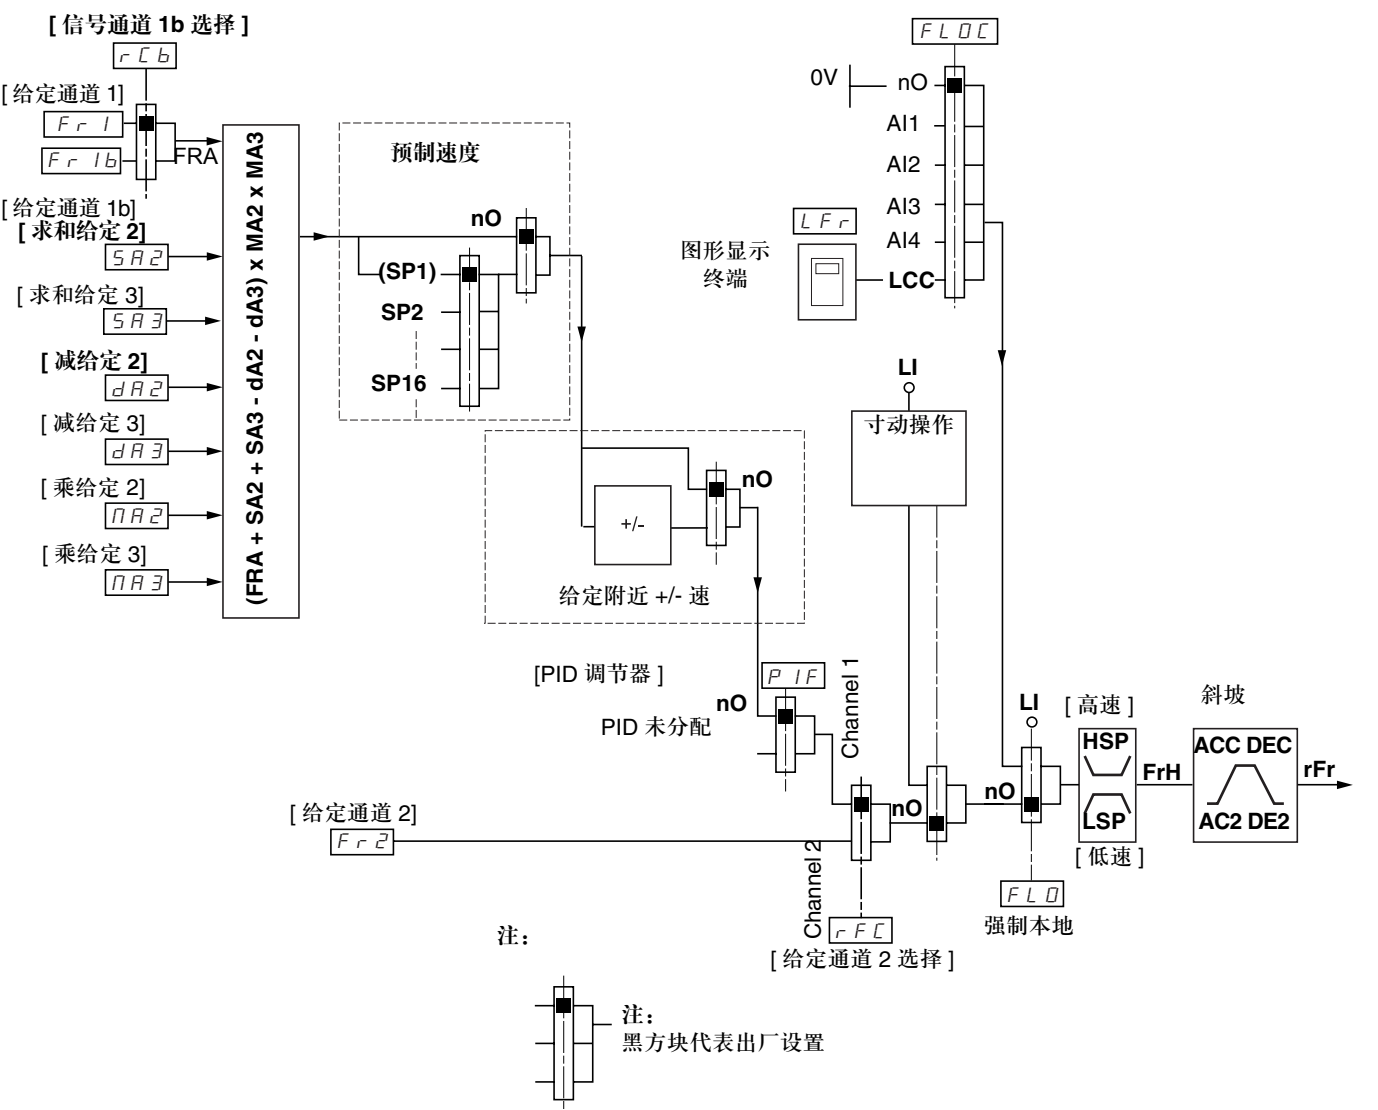 [ 信号通道 1b 选择 ]
rCb
[ 给定通道 1]
Fr1
Fr1b
FRA
[ 给定通道 1b]
[ 求和给定 2]
SA2
[ 求和给定 3]
SA3
[ 减给定 2]
dA2
[ 减给定 3]
dA3
[ 乘给定 2]
MA2
[ 乘给定 3]
MA3
(FRA + SA2 + SA3 - dA2 - dA3) x MA2 x MA3
预制速度
nO
(SP1)
SP2
SP16
+/-
nO
给定附近 +/- 速
FLOC
0V
nO
AI1
AI2
AI3
AI4
LFr
图形显示
终端
LCC
LI
寸动操作
[PID 调节器 ]
PIF
nO
PID 未分配
Channel 1
[ 给定通道 2]
Fr2
Channel 2
rFC
[ 给定通道 2 选择 ]
nO
nO
LI
FLO
强制本地
[ 高速 ]
HSP
LSP
[ 低速 ]
FrH
斜坡
ACC DEC
AC2 DE2
rFr
注：
注：
黑方块代表出厂设置